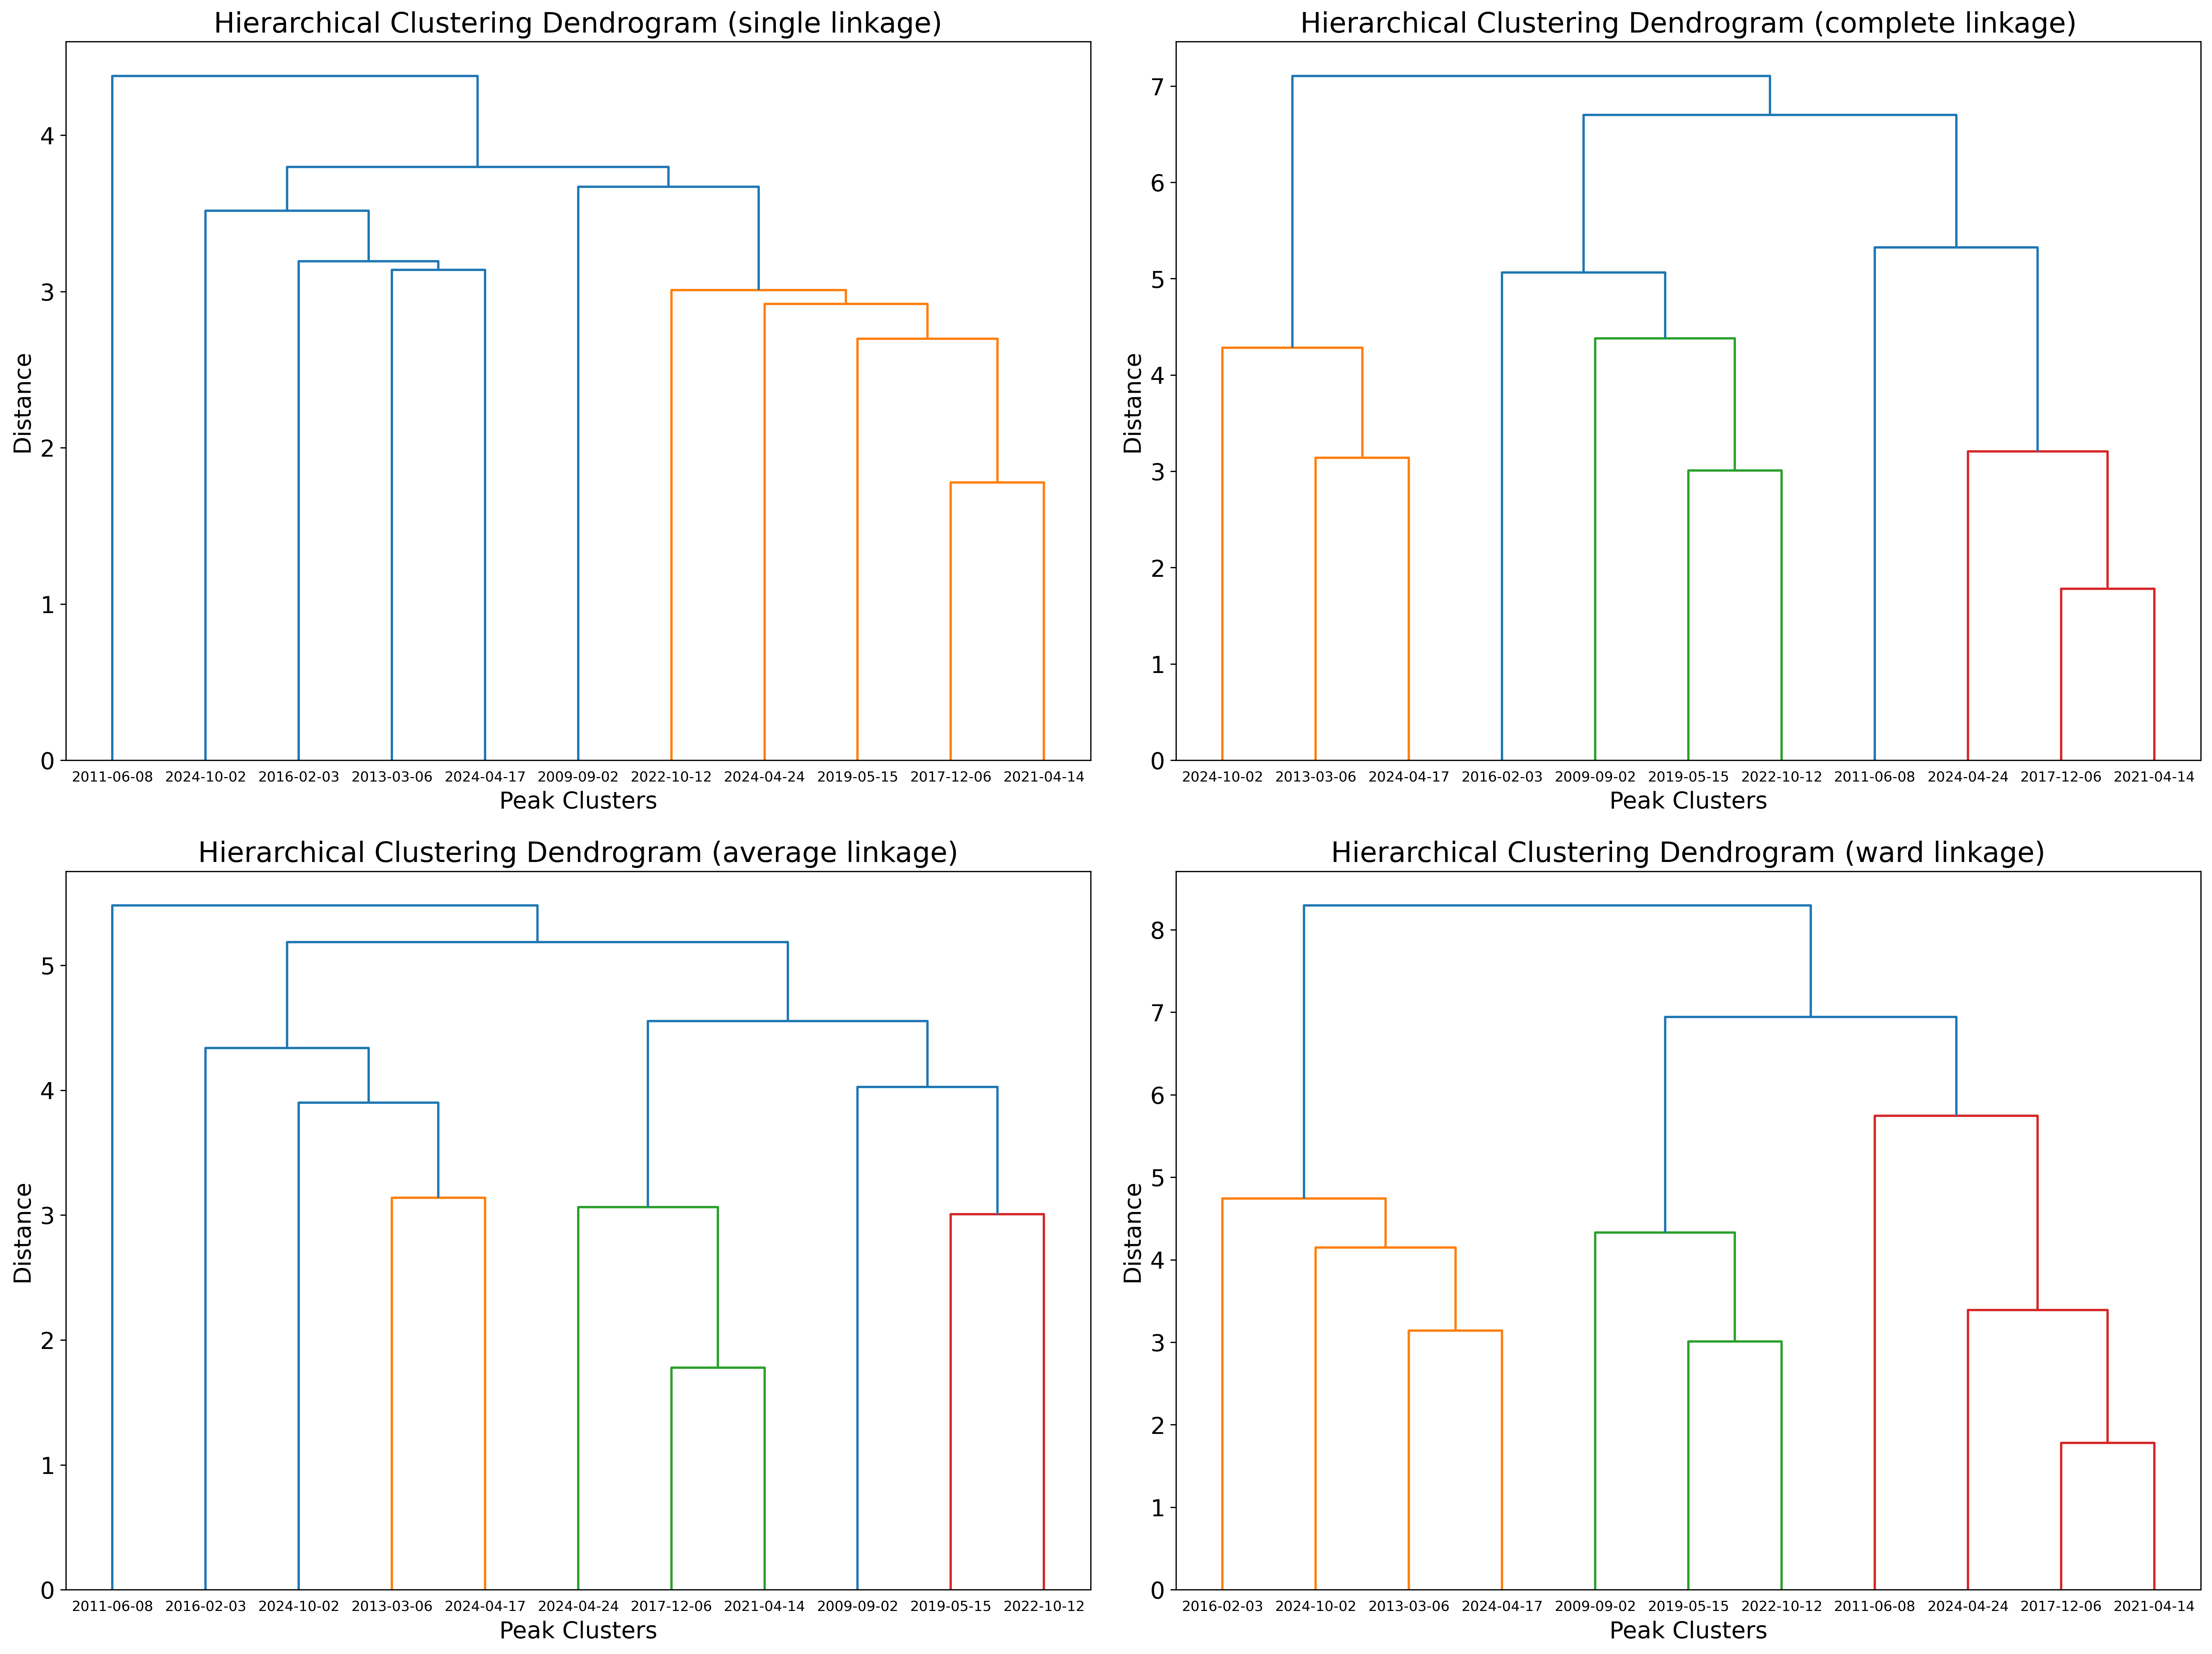 Hierarchical Clustering Dendrogram (single linkage)
Distance
4
3
2
1
0
2011-06-08 2024-10-02 2016-02-03 2013-03-06 2024-04-17 2009-09-02 2022-10-12 2024-04-24 2019-05-15 2017-12-06 2021-04-14
Peak Clusters
Hierarchical Clustering Dendrogram (complete linkage)
Distance
7
6
5
4
3
2
1
0
2024-10-02 2013-03-06 2024-04-17 2016-02-03 2009-09-02 2019-05-15 2022-10-12 2011-06-08 2024-04-24 2017-12-06 2021-04-14
Peak Clusters
Hierarchical Clustering Dendrogram (average linkage)
Distance
5
4
3
2
1
0
2011-06-08 2016-02-03 2024-10-02 2013-03-06 2024-04-17 2024-04-24 2017-12-06 2021-04-14 2009-09-02 2019-05-15 2022-10-12
Peak Clusters
Hierarchical Clustering Dendrogram (ward linkage)
Distance
8
7
6
5
4
3
2
1
0
2016-02-03 2024-10-02 2013-03-06 2024-04-17 2009-09-02 2019-05-15 2022-10-12 2011-06-08 2024-04-24 2017-12-06 2021-04-14
Peak Clusters